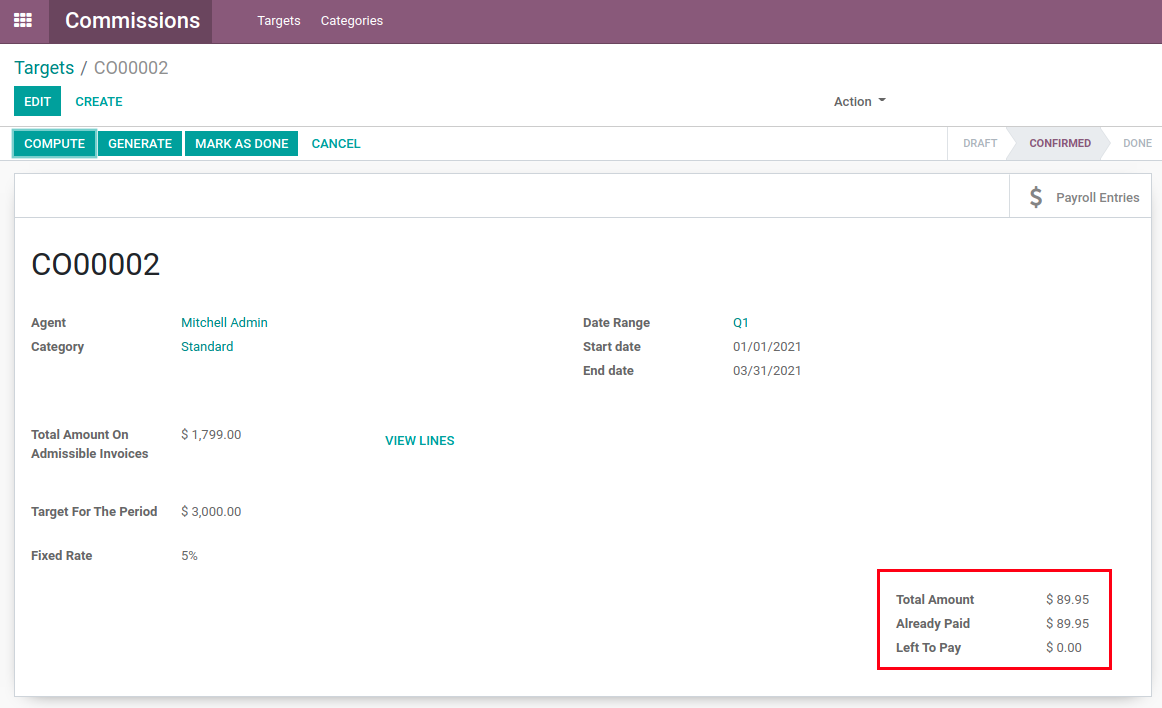 Commissions Targets Categories
Targets / CO00002
EDIT CREATE Action
COMPUTE GENERATE MARK AS DONE CANCEL DRAFT CONFIRMED DONE
$ Payroll Entries
CO00002
Agent Mitchell Admin Date Range Q1
Category Standard Start date 01/01/2021
End date 03/31/2021
Total Amount On $ 1,799.00
Admissible Invoices VIEW LINES
Target For The Period $ 3,000.00
Fixed Rate 5%
Total Amount $ 89.95
Already Paid $ 89.95
Left To Pay $ 0.00